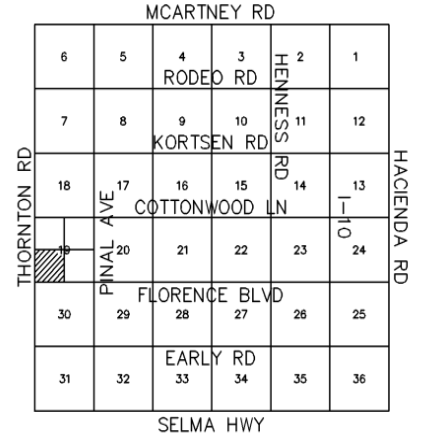 MCARTNEY RD
6 5 4 3 2 1
RODEO RD
HENNESS RD
7 8 9 10 11 12
KORTSEN RD
THORNTON RD
HACIENDA RD
18 17 16 15 14 13
PINAL AVE
COTTONWOOD LN
I-10
19 20 21 22 23 24
FLORENCE BLVD
30 29 28 27 26 25
EARLY RD
31 32 33 34 35 36
SELMA HWY